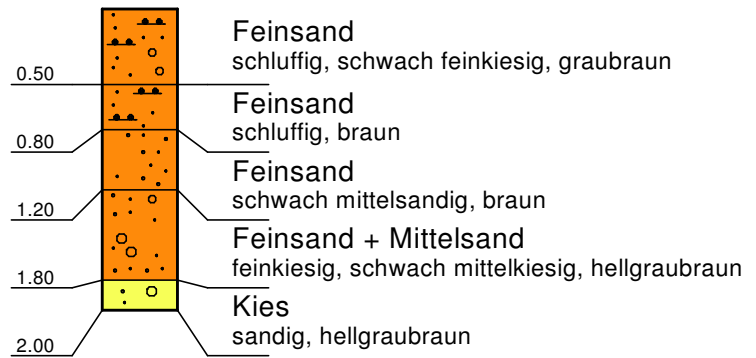 Feinsand
schluffig, schwach feinkiesig, graubraun
0.50
Feinsand
schluffig, braun
0.80
Feinsand
schwach mittelsandig, braun
1.20
Feinsand + Mittelsand
feinkiesig, schwach mittelkiesig, hellgraubraun
1.80
Kies
sandig, hellgraubraun
2.00